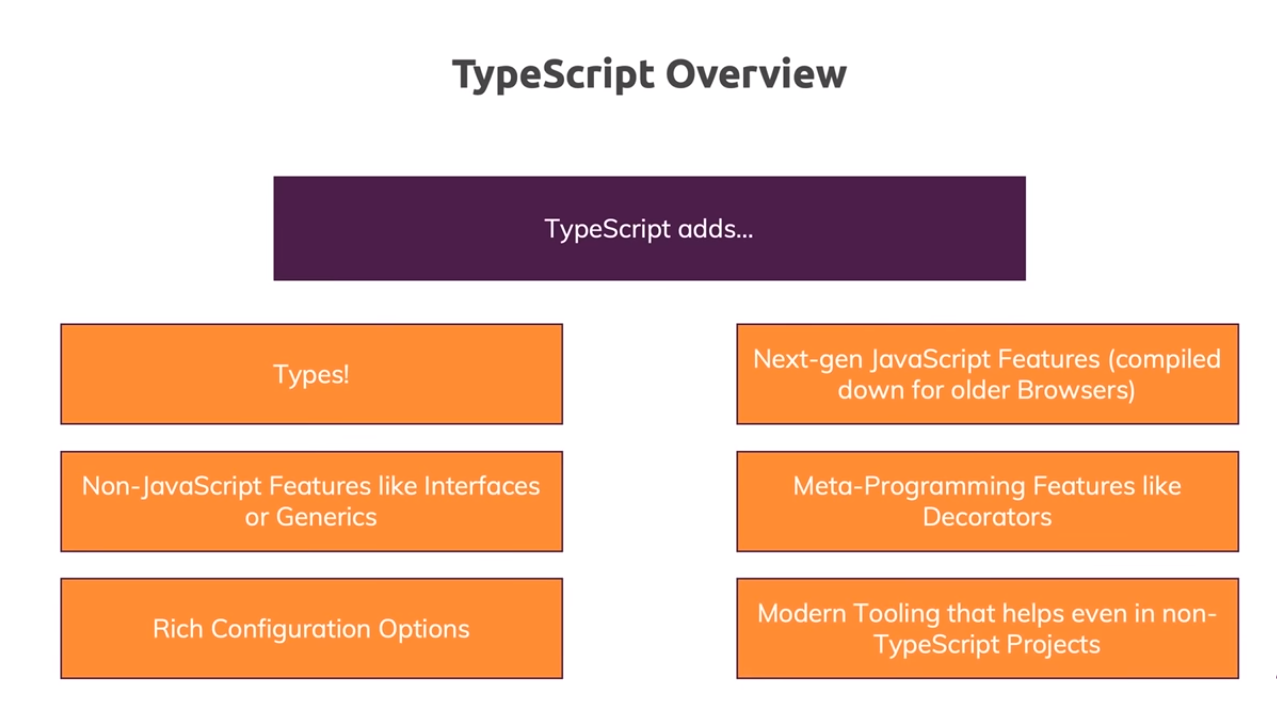 TypeScript Overview
TypeScript adds...
Types!
Next-gen JavaScript Features (compiled
down for older Browsers)
Non-JavaScript Features like Interfaces
or Generics
Meta-Programming Features like
Decorators
Rich Configuration Options
Modern Tooling that helps even in non-
TypeScript Projects